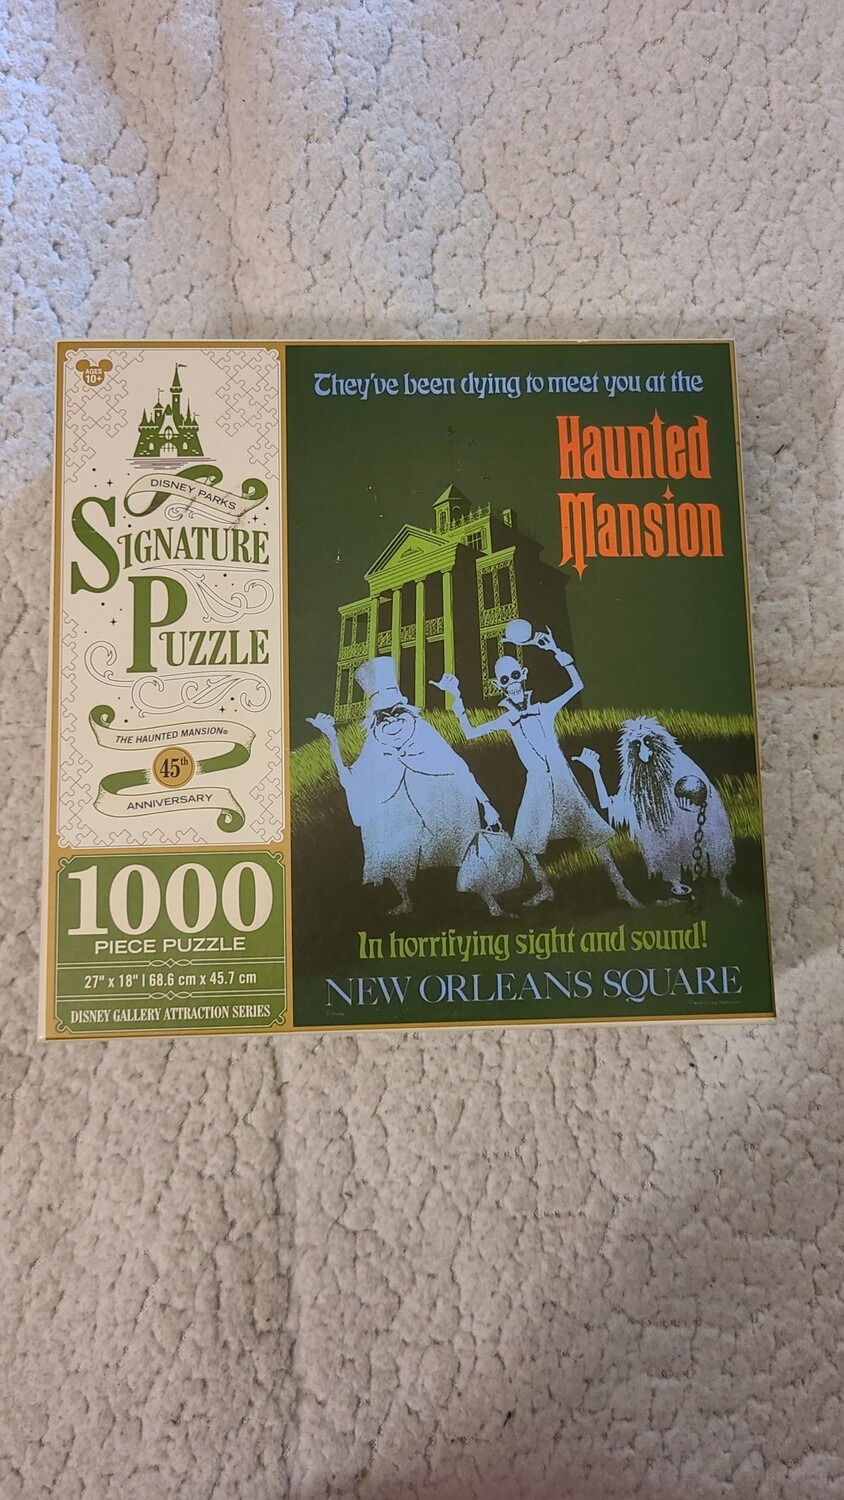 AGES
10+
DISNEY PARKS
SIGNATURE
PUZZLE
THE HAUNTED MANSION®
45th
ANNIVERSARY
1000
PIECE PUZZLE
27" x 18" | 68.6 cm x 45.7 cm
DISNEY GALLERY ATTRACTION SERIES
They've been dying to meet you at the
Haunted
Mansion
In horrifying sight and sound!
NEW ORLEANS SQUARE